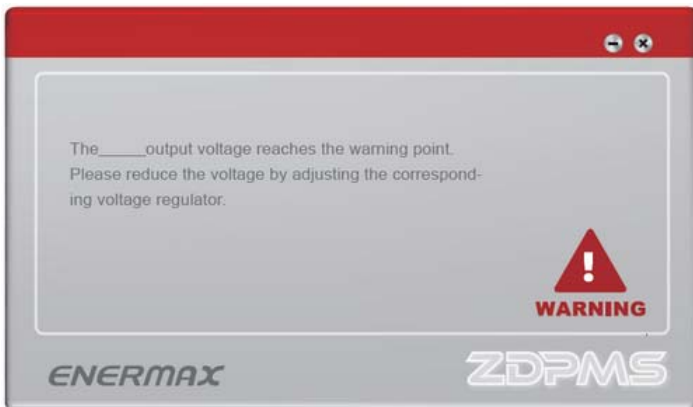 The_____output voltage reaches the warning point.
Please reduce the voltage by adjusting the correspond-
ing voltage regulator.
!
WARNING
ENERMAX
ZDPMS